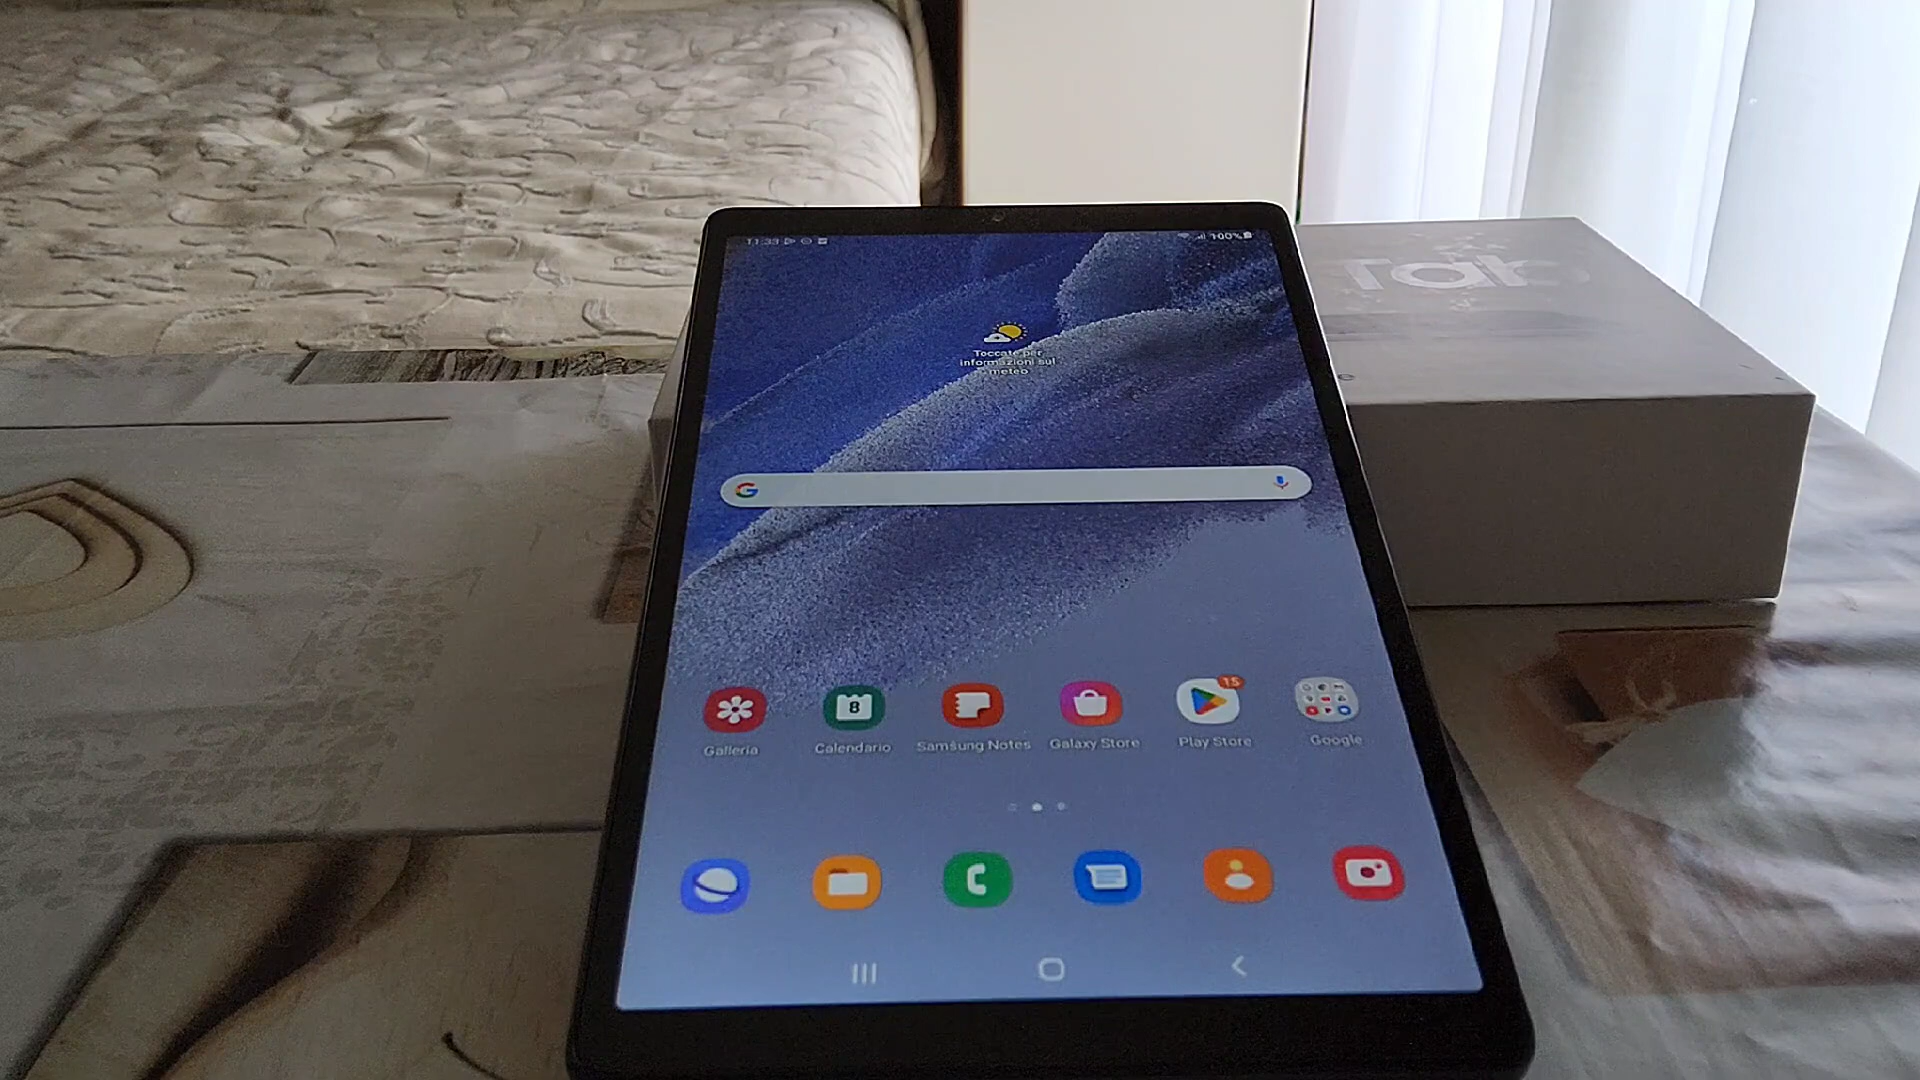 11:33
100%
Toccate per
informazioni sul
meteo
Tab
G
15
8
Galleria
Calendario
Samsung Notes
Galaxy Store
Play Store
Google